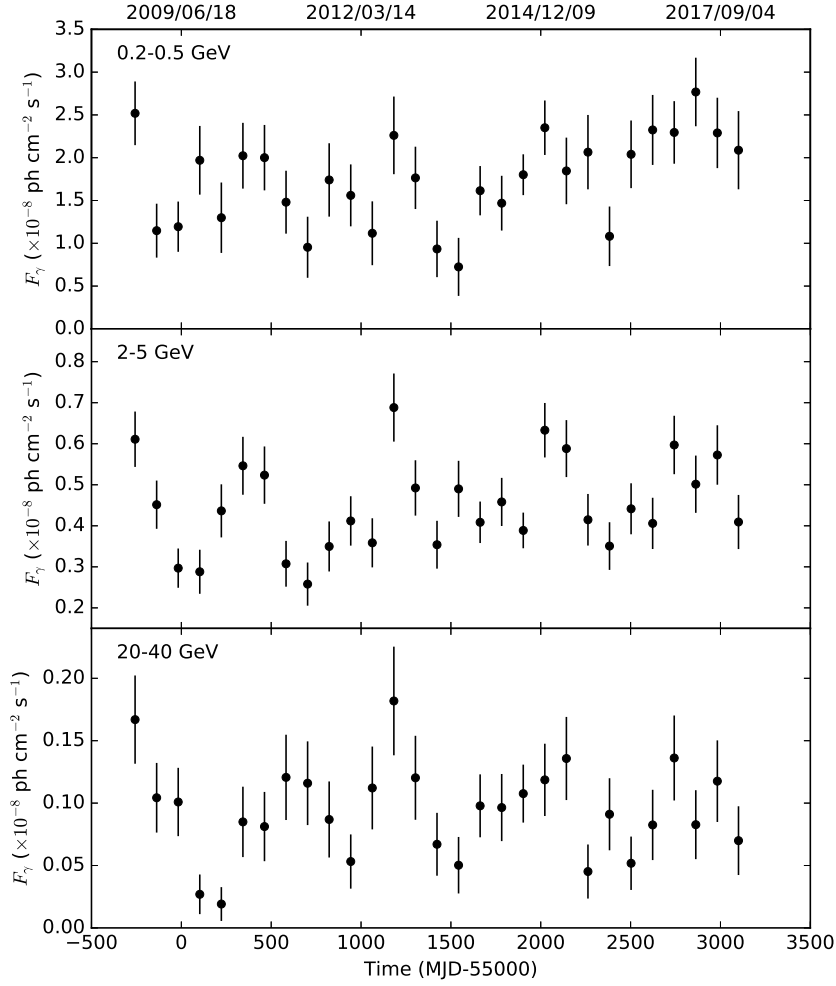 2009/06/18 2012/03/14 2014/12/09 2017/09/04
3.5
0.2-0.5 GeV
3.0
2.5
2.0
1.5
1.0
0.5
0.0
Fγ (×10⁻⁸ ph cm⁻² s⁻¹)
2-5 GeV
0.8
0.7
0.6
0.5
0.4
0.3
0.2
Fγ (×10⁻⁸ ph cm⁻² s⁻¹)
20-40 GeV
0.20
0.15
0.10
0.05
0.00
Fγ (×10⁻⁸ ph cm⁻² s⁻¹)
−500 0 500 1000 1500 2000 2500 3000 3500
Time (MJD-55000)